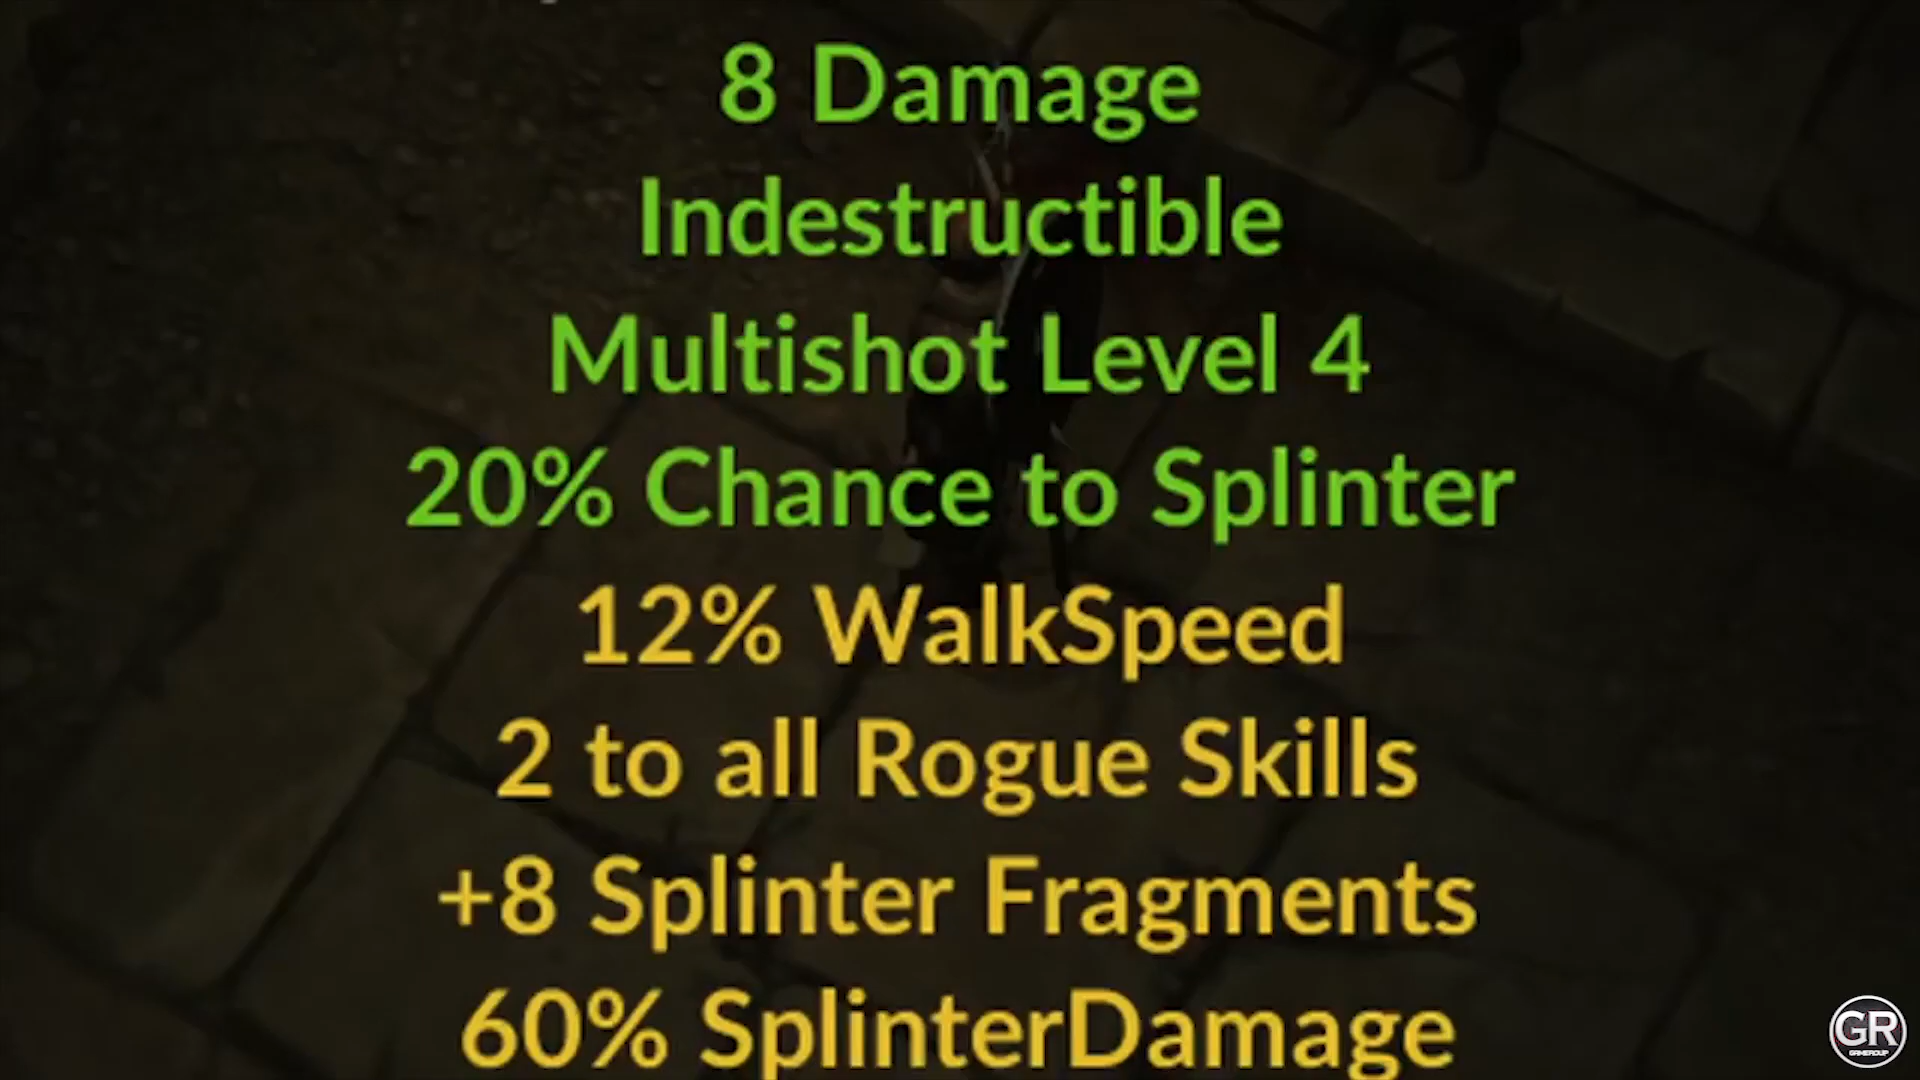 8 Damage
Indestructible
Multishot Level 4
20% Chance to Splinter
12% WalkSpeed
2 to all Rogue Skills
+8 Splinter Fragments
60% SplinterDamage
GR